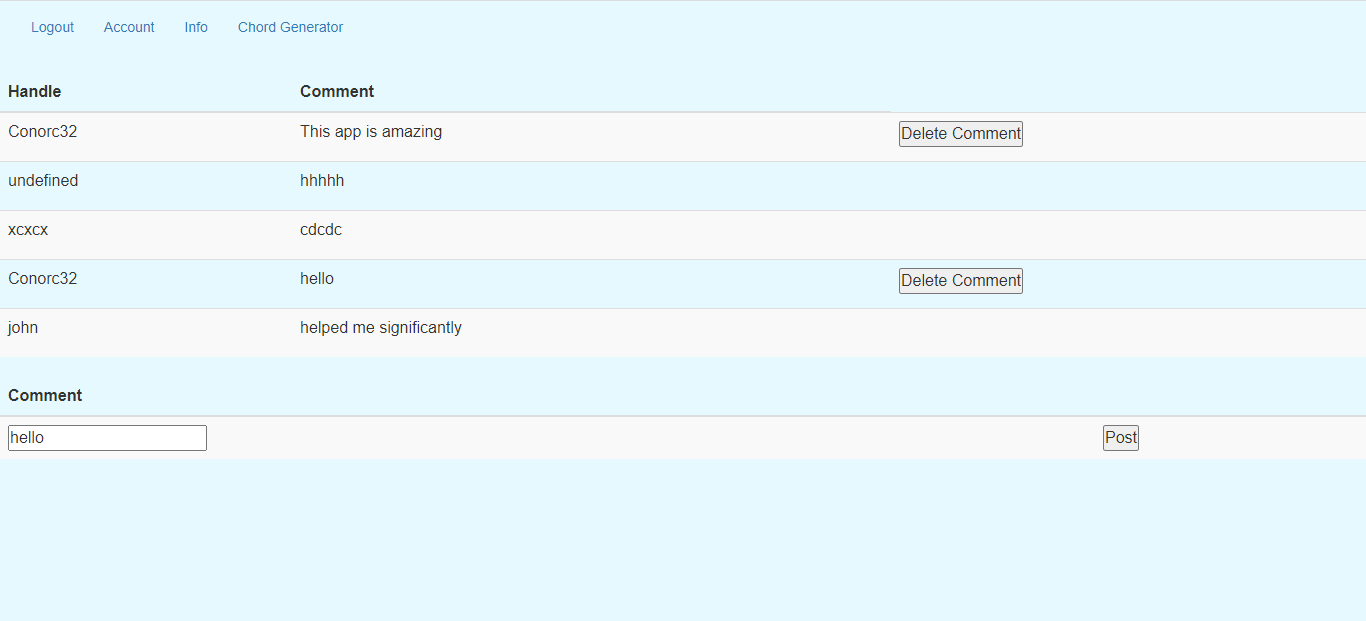 Logout Account Info Chord Generator
Handle Comment
Conorc32 This app is amazing Delete Comment
undefined hhhhh
xcxcx cdcdc
Conorc32 hello Delete Comment
john helped me significantly
Comment
hello Post